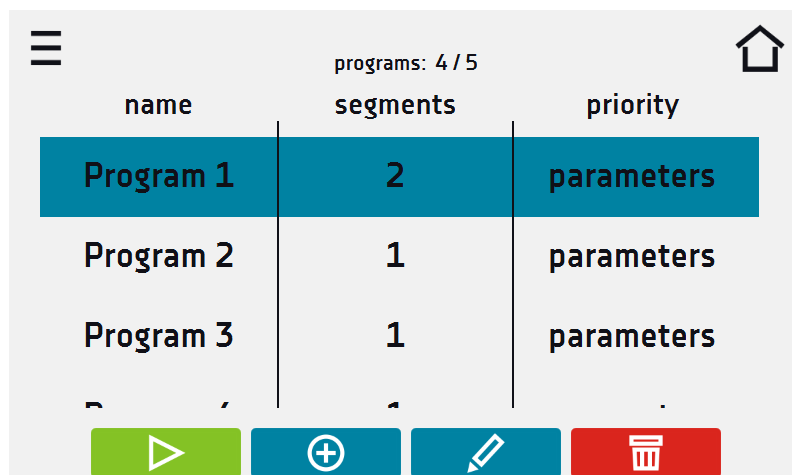 programs: 4 / 5
name segments priority
Program 1 2 parameters
Program 2 1 parameters
Program 3 1 parameters